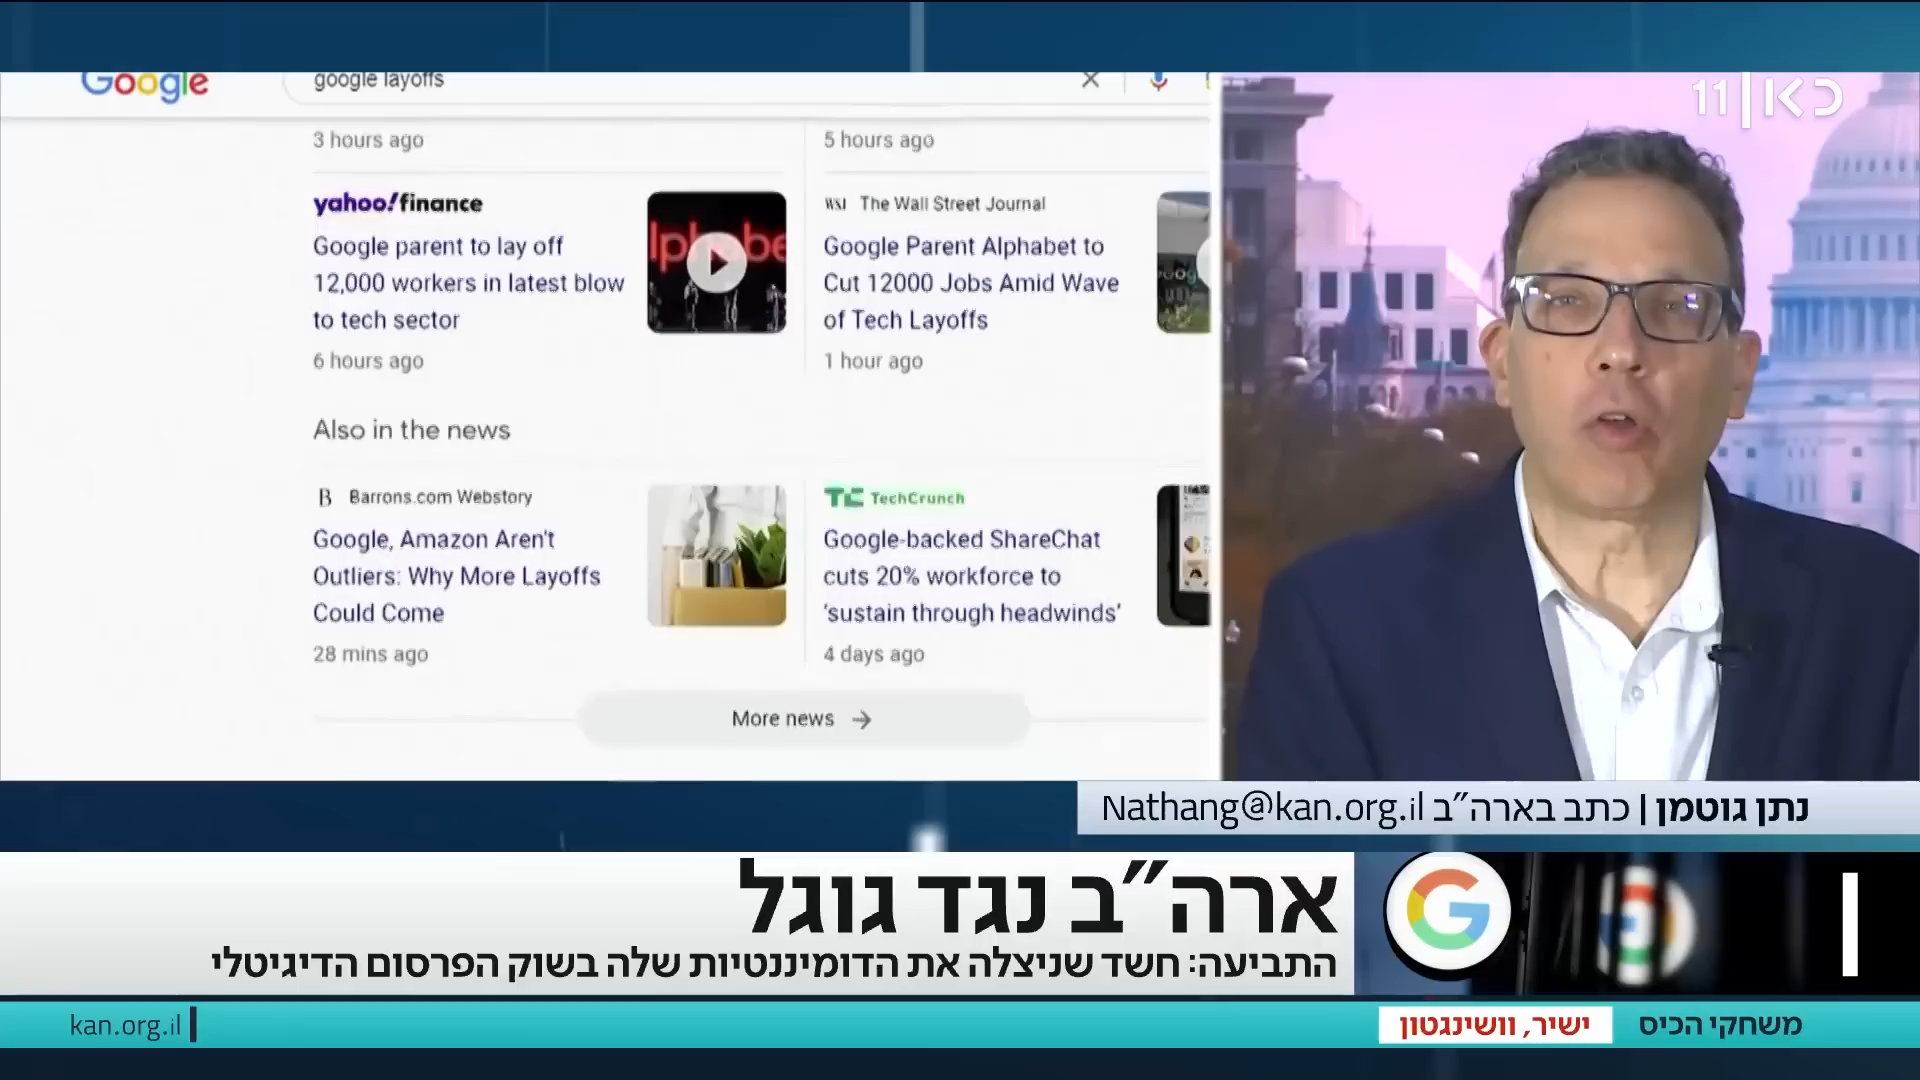 Google
google layoffs
כאן 11
3 hours ago
5 hours ago
yahoo!finance
Google parent to lay off
12,000 workers in latest blow
to tech sector
6 hours ago
WSJ The Wall Street Journal
Google Parent Alphabet to
Cut 12000 Jobs Amid Wave
of Tech Layoffs
1 hour ago
Also in the news
B Barrons.com Webstory
Google, Amazon Aren't
Outliers: Why More Layoffs
Could Come
28 mins ago
TC TechCrunch
Google-backed ShareChat
cuts 20% workforce to
‘sustain through headwinds’
4 days ago
More news →
נתן גוטמן | כתב בארה״ב Nathang@kan.org.il
ארה״ב נגד גוגל
התביעה: חשד שניצלה את הדומיננטיות שלה בשוק הפרסום הדיגיטלי
משחקי הכיס
ישיר, וושינגטון
kan.org.il